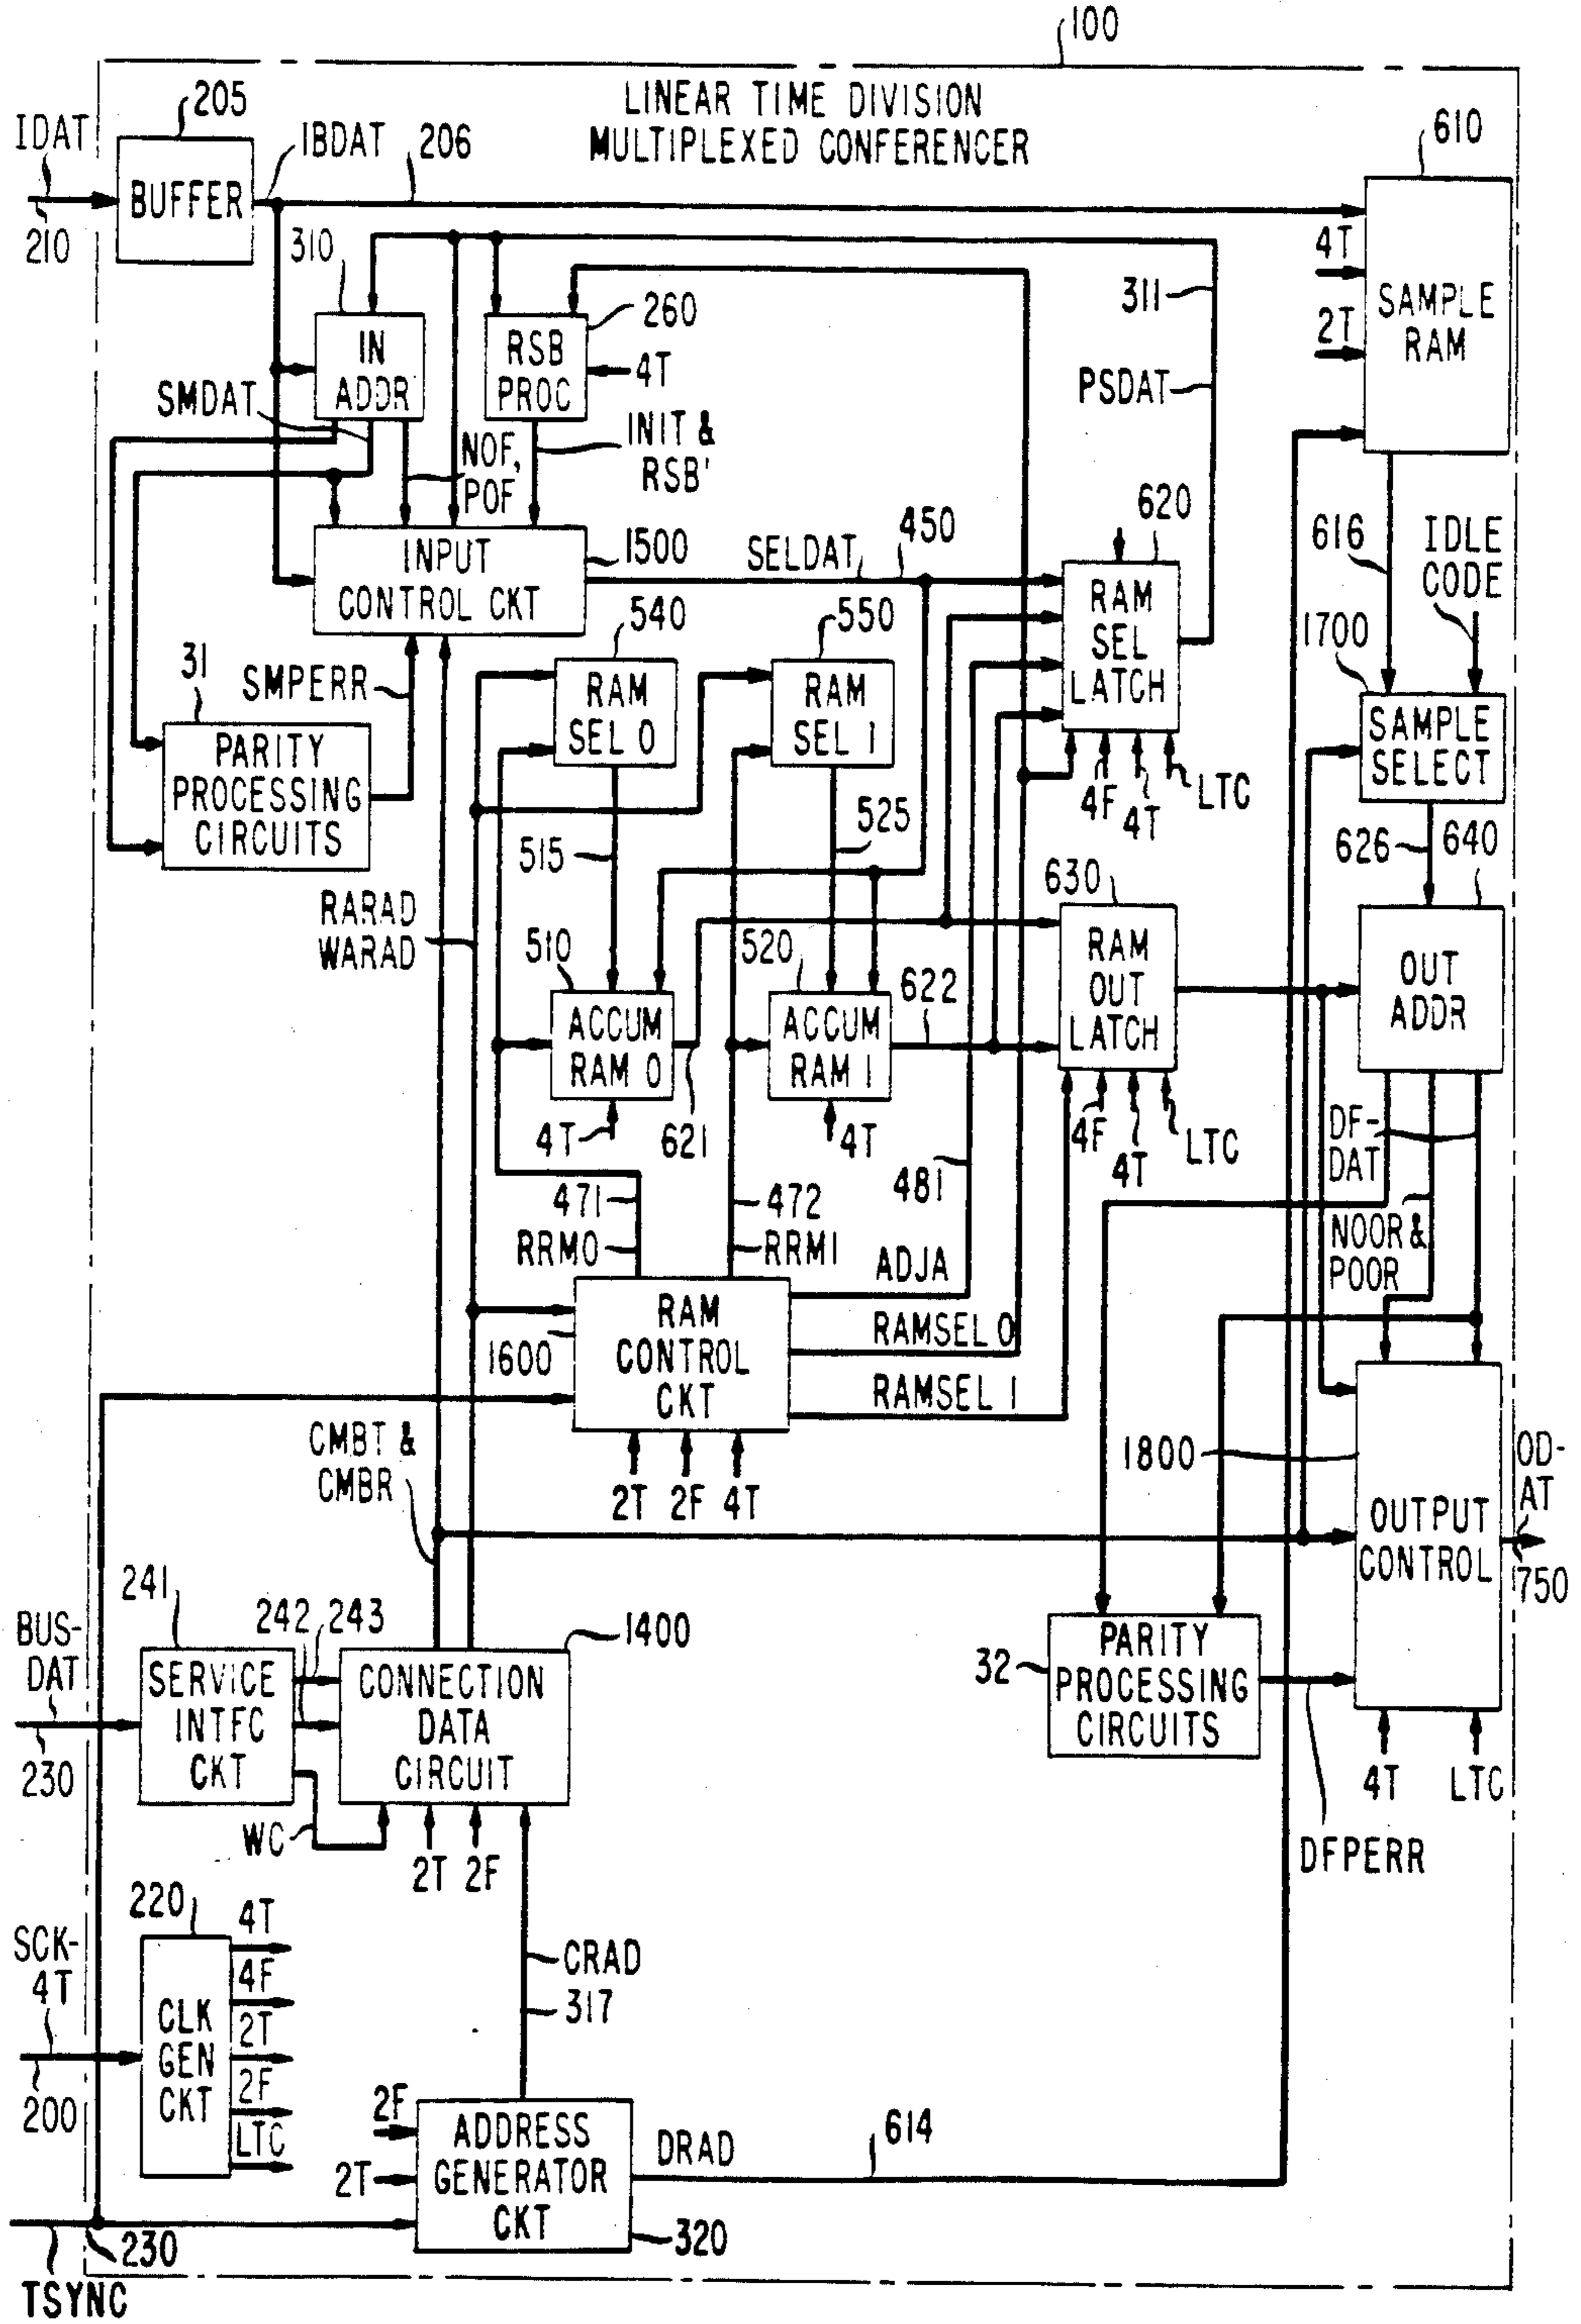 100
LINEAR TIME DIVISION
MULTIPLEXED CONFERENCER
IDAT
205
IBDAT
206
BUFFER
210
610
4T
2T
SAMPLE
RAM
310
IN
ADDR
260
RSB
PROC
4T
311
PSDAT
SMDAT
NOF,
POF
INIT &
RSB'
620
616
IDLE
CODE
INPUT
CONTROL CKT
1500
SELDAT
450
RAM
SEL
LATCH
1700
31
SMPERR
540
RAM
SEL 0
550
RAM
SEL 1
SAMPLE
SELECT
PARITY
PROCESSING
CIRCUITS
4F
4T
LTC
515
525
626
640
RARAD
WARAD
630
RAM
OUT
LATCH
OUT
ADDR
510
ACCUM
RAM 0
520
ACCUM
RAM 1
622
4T
621
4T
4F
4T
LTC
481
DF-
DAT
NOOR &
POOR
471
RRM0
472
RRM1
ADJA
RAMSEL 0
RAMSEL 1
1600
RAM
CONTROL
CKT
2T
2F
4T
CMBT &
CMBR
1800
OUTPUT
CONTROL
OD-
AT
750
4T
LTC
BUS-
DAT
230
241
SERVICE
INTFC
CKT
242
243
1400
CONNECTION
DATA
CIRCUIT
WC
2T
2F
32
PARITY
PROCESSING
CIRCUITS
DFPERR
SCK-
4T
200
220
CLK
GEN
CKT
4T
4F
2T
2F
LTC
CRAD
317
2F
2T
ADDRESS
GENERATOR
CKT
320
DRAD
614
230
TSYNC